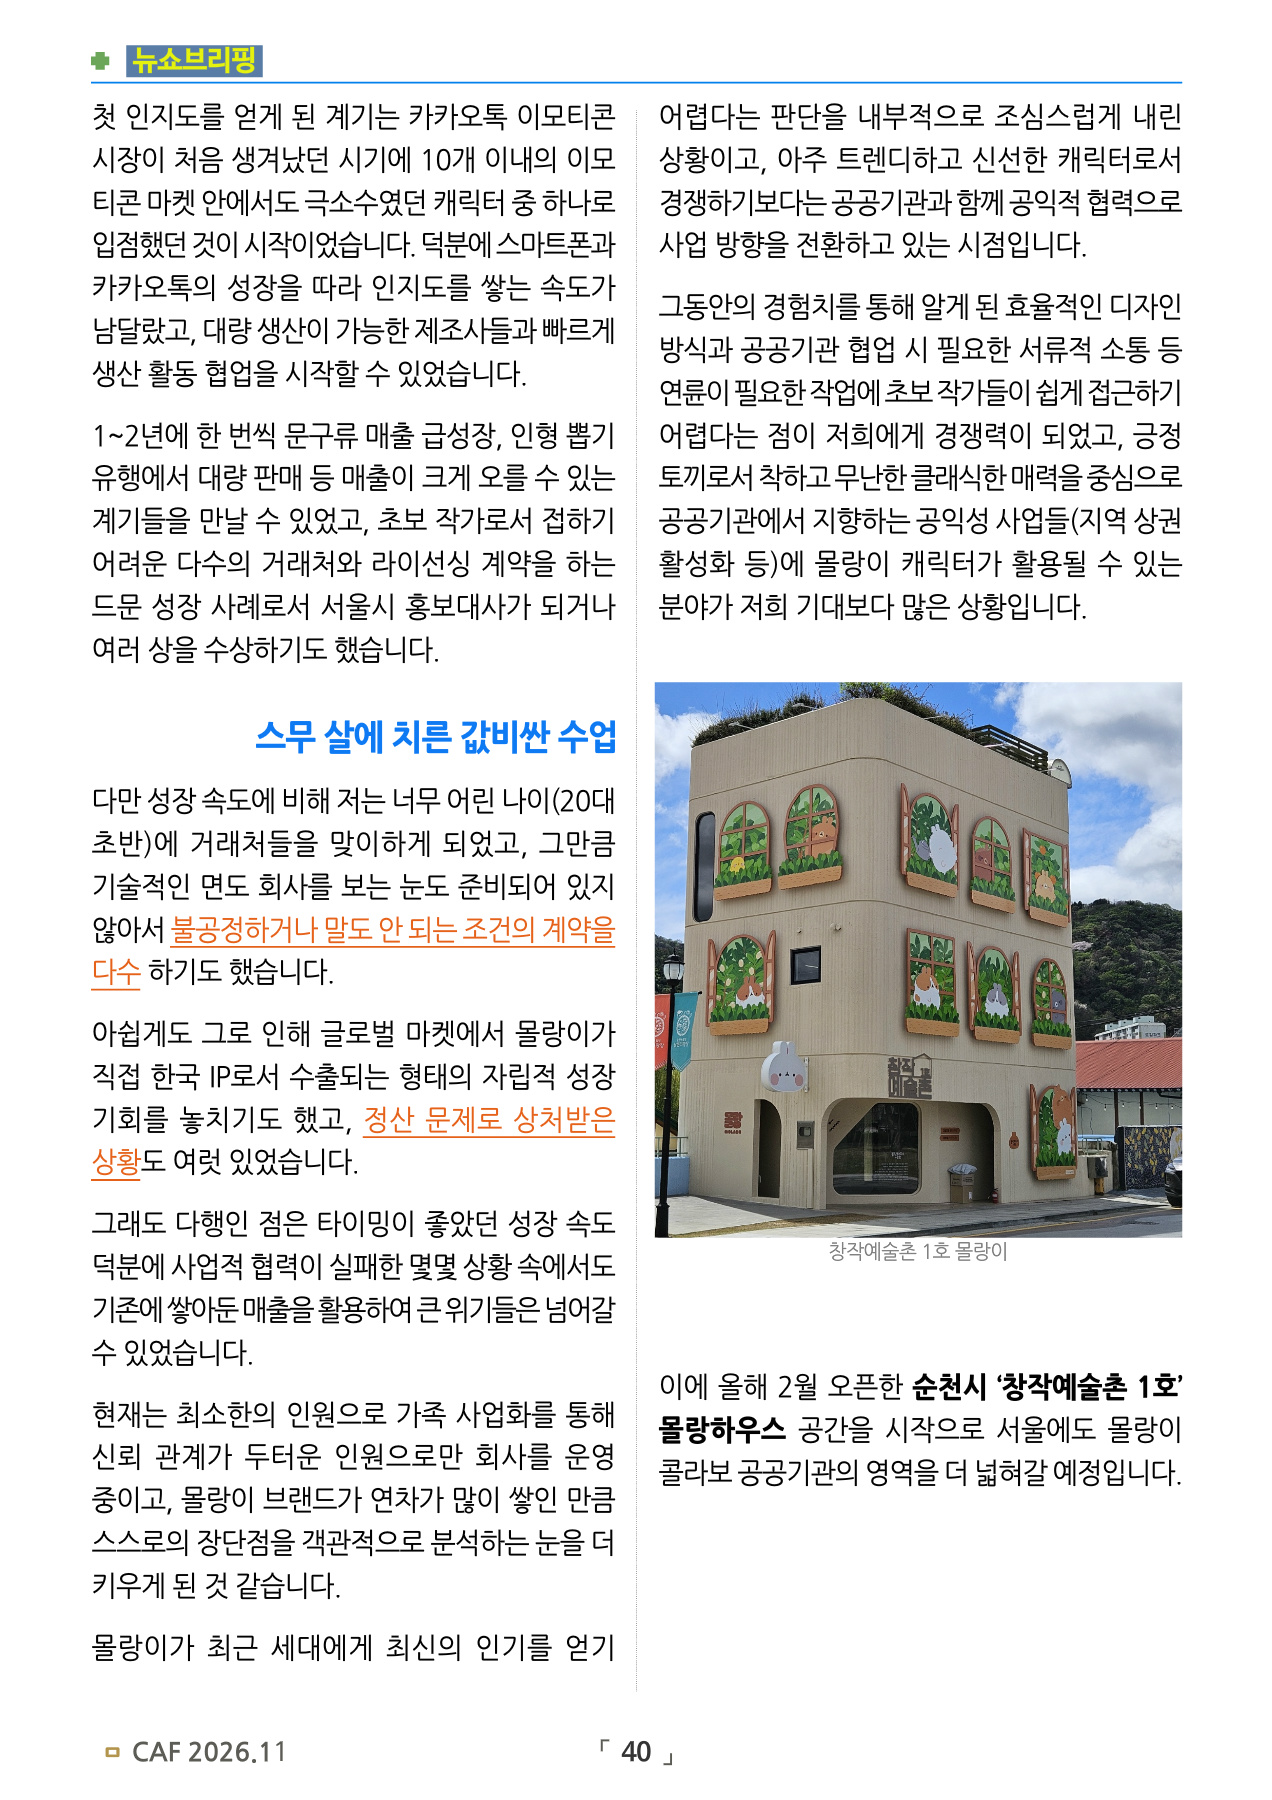 뉴쇼브리핑
첫 인지도를 얻게 된 계기는 카카오톡 이모티콘
시장이 처음 생겨났던 시기에 10개 이내의 이모
티콘 마켓 안에서도 극소수였던 캐릭터 중 하나로
입점했던 것이 시작이었습니다. 덕분에 스마트폰과
카카오톡의 성장을 따라 인지도를 쌓는 속도가
남달랐고, 대량 생산이 가능한 제조사들과 빠르게
생산 활동 협업을 시작할 수 있었습니다.
1~2년에 한 번씩 문구류 매출 급성장, 인형 뽑기
유행에서 대량 판매 등 매출이 크게 오를 수 있는
계기들을 만날 수 있었고, 초보 작가로서 접하기
어려운 다수의 거래처와 라이선싱 계약을 하는
드문 성장 사례로서 서울시 홍보대사가 되거나
여러 상을 수상하기도 했습니다.
스무 살에 치른 값비싼 수업
다만 성장 속도에 비해 저는 너무 어린 나이(20대
초반)에 거래처들을 맞이하게 되었고, 그만큼
기술적인 면도 회사를 보는 눈도 준비되어 있지
않아서 불공정하거나 말도 안 되는 조건의 계약을
다수 하기도 했습니다.
아쉽게도 그로 인해 글로벌 마켓에서 몰랑이가
직접 한국 IP로서 수출되는 형태의 자립적 성장
기회를 놓치기도 했고, 정산 문제로 상처받은
상황도 여럿 있었습니다.
그래도 다행인 점은 타이밍이 좋았던 성장 속도
덕분에 사업적 협력이 실패한 몇몇 상황 속에서도
기존에 쌓아둔 매출을 활용하여 큰 위기들은 넘어갈
수 있었습니다.
현재는 최소한의 인원으로 가족 사업화를 통해
신뢰 관계가 두터운 인원으로만 회사를 운영
중이고, 몰랑이 브랜드가 연차가 많이 쌓인 만큼
스스로의 장단점을 객관적으로 분석하는 눈을 더
키우게 된 것 같습니다.
몰랑이가 최근 세대에게 최신의 인기를 얻기
어렵다는 판단을 내부적으로 조심스럽게 내린
상황이고, 아주 트렌디하고 신선한 캐릭터로서
경쟁하기보다는 공공기관과 함께 공익적 협력으로
사업 방향을 전환하고 있는 시점입니다.
그동안의 경험치를 통해 알게 된 효율적인 디자인
방식과 공공기관 협업 시 필요한 서류적 소통 등
연륜이 필요한 작업에 초보 작가들이 쉽게 접근하기
어렵다는 점이 저희에게 경쟁력이 되었고, 긍정
토끼로서 착하고 무난한 클래식한 매력을 중심으로
공공기관에서 지향하는 공익성 사업들(지역 상권
활성화 등)에 몰랑이 캐릭터가 활용될 수 있는
분야가 저희 기대보다 많은 상황입니다.
창작
예술촌
몰랑
창작예술촌 1호 몰랑이
이에 올해 2월 오픈한 순천시 ‘창작예술촌 1호’
몰랑하우스 공간을 시작으로 서울에도 몰랑이
콜라보 공공기관의 영역을 더 넓혀갈 예정입니다.
CAF 2026.11
「 40 」